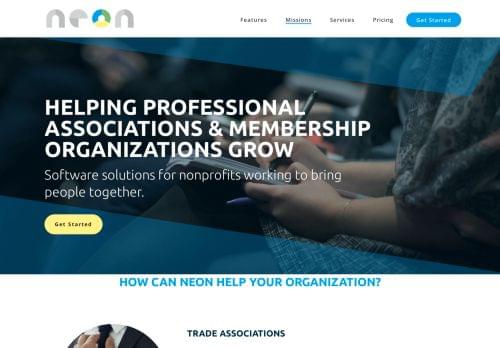 neon
Features Missions Services Pricing Get Started
HELPING PROFESSIONAL
ASSOCIATIONS & MEMBERSHIP
ORGANIZATIONS GROW
Software solutions for nonprofits working to bring
people together.
Get Started
HOW CAN NEON HELP YOUR ORGANIZATION?
TRADE ASSOCIATIONS